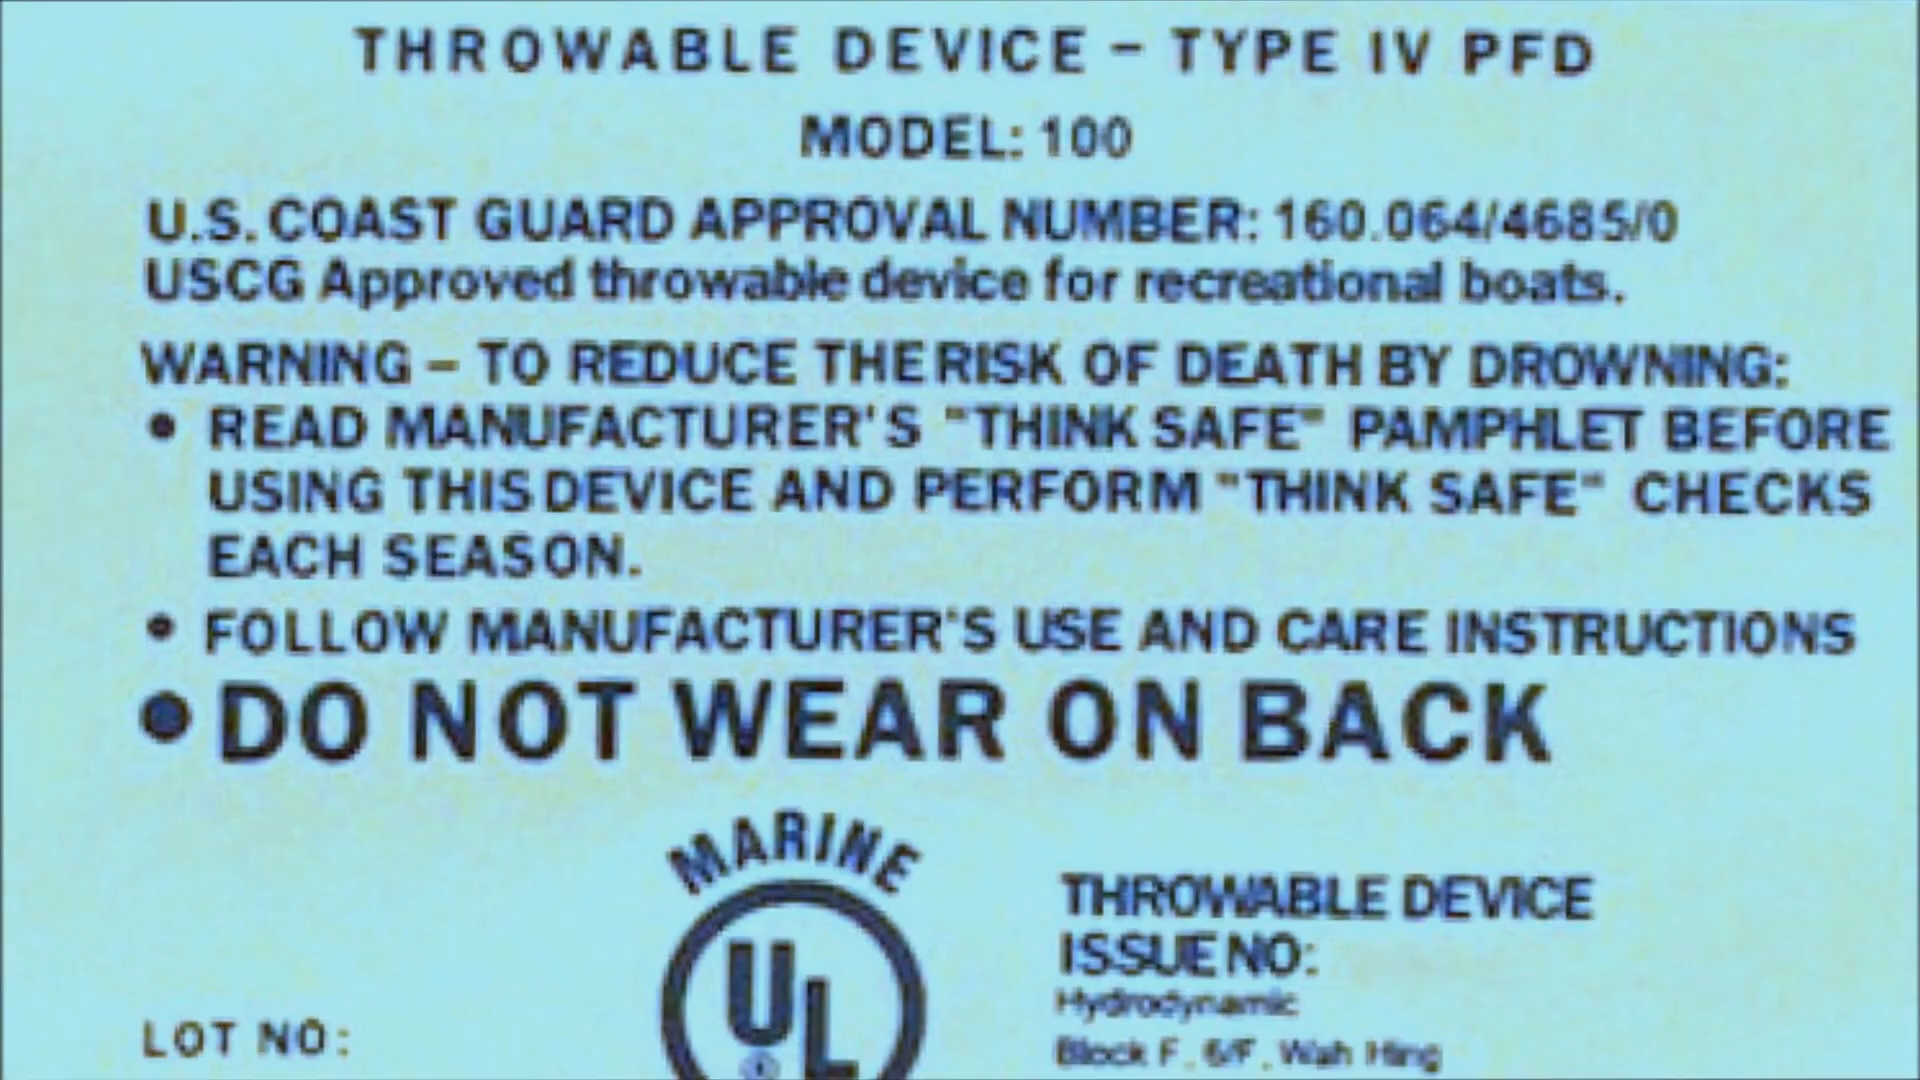 THROWABLE DEVICE – TYPE IV PFD
MODEL: 100
U.S. COAST GUARD APPROVAL NUMBER: 160.064/4685/0
USCG Approved throwable device for recreational boats.
WARNING – TO REDUCE THE RISK OF DEATH BY DROWNING:
• READ MANUFACTURER'S "THINK SAFE" PAMPHLET BEFORE
USING THIS DEVICE AND PERFORM "THINK SAFE" CHECKS
EACH SEASON.
• FOLLOW MANUFACTURER'S USE AND CARE INSTRUCTIONS
• DO NOT WEAR ON BACK
MARINE
UL
THROWABLE DEVICE
ISSUE NO:
Hydrodynamic
Block F, 6/F, Wah Hing
LOT NO: